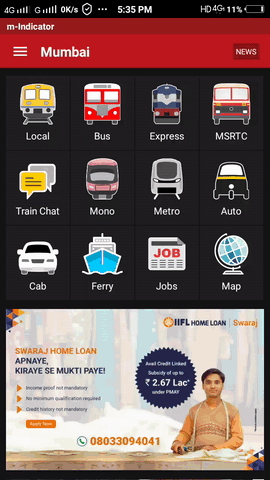 4G 0K/s 5:35 PM HD 4G 11%
m-Indicator
Mumbai NEWS
Local Bus Express MSRTC
Train Chat Mono Metro Auto
JOB
Cab Ferry Jobs Map
IIFL HOME LOAN Swaraj
SWARAJ HOME LOAN
APNAYE,
KIRAYE SE MUKTI PAYE!
Income proof not mandatory
No minimum qualification required
Credit history not mandatory
Apply Now
Avail Credit Linked
Subsidy of up to
₹ 2.67 Lac*
under PMAY
08033094041